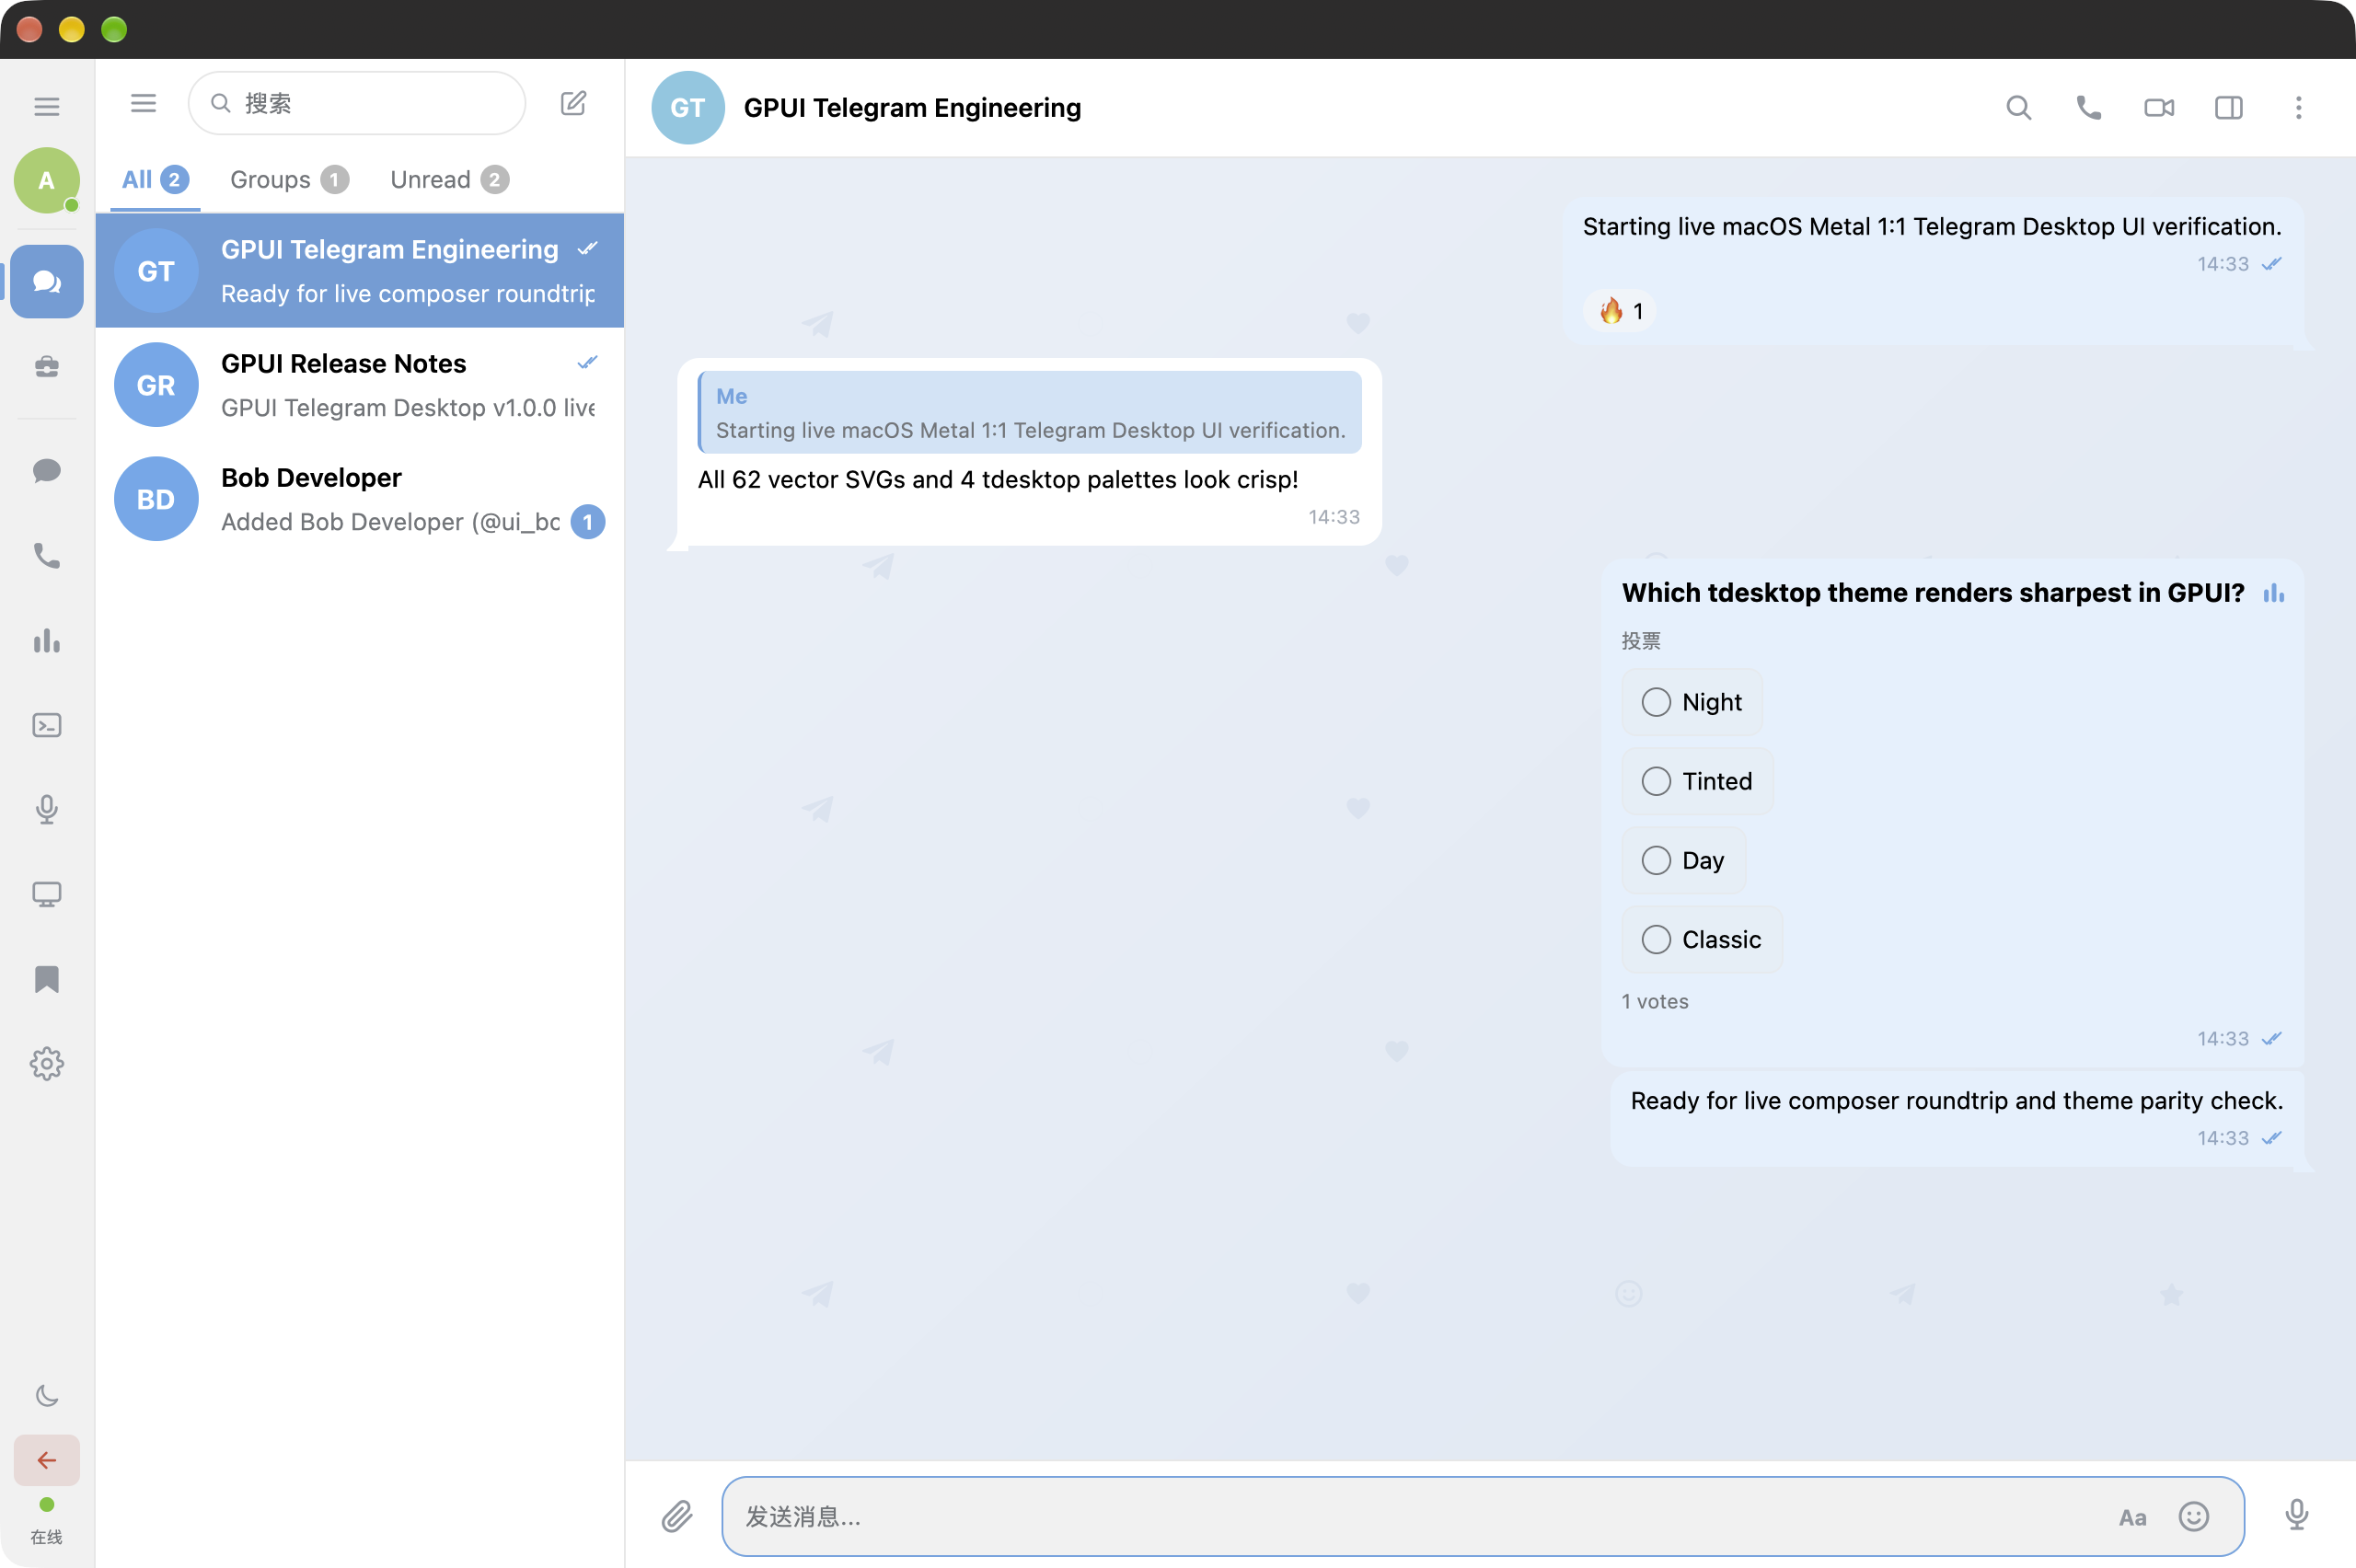 A
在线
搜索
All 2 Groups 1 Unread 2
GT
GPUI Telegram Engineering
Ready for live composer roundtrip
GR
GPUI Release Notes
GPUI Telegram Desktop v1.0.0 live
BD
Bob Developer
Added Bob Developer (@ui_bo 1
GT GPUI Telegram Engineering
Starting live macOS Metal 1:1 Telegram Desktop UI verification.
14:33
🔥 1
Me
Starting live macOS Metal 1:1 Telegram Desktop UI verification.
All 62 vector SVGs and 4 tdesktop palettes look crisp!
14:33
Which tdesktop theme renders sharpest in GPUI?
投票
Night
Tinted
Day
Classic
1 votes
14:33
Ready for live composer roundtrip and theme parity check.
14:33
发送消息... Aa